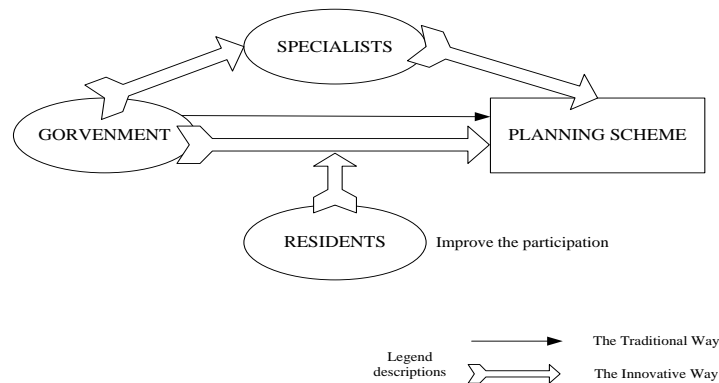 SPECIALISTS
GORVENMENT
PLANNING SCHEME
RESIDENTS
Improve the participation
The Traditional Way
Legend
descriptions
The Innovative Way